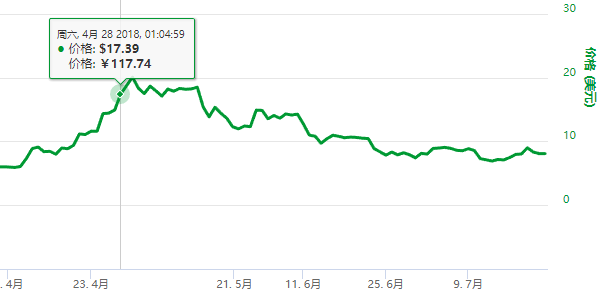 周六, 4月 28 2018, 01:04:59
● 价格: $17.39
价格: ￥117.74
30
20
10
0
价格 (美元)
. 4月
23. 4月
21. 5月
11. 6月
25. 6月
9. 7月